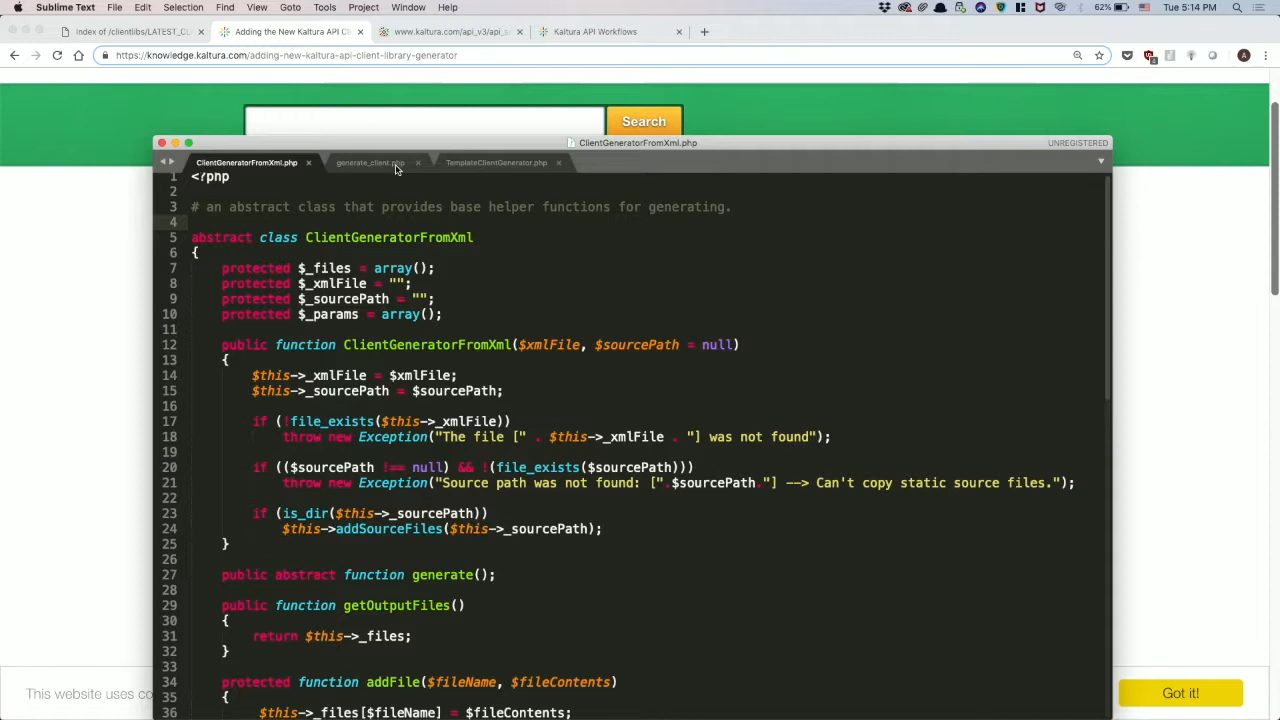 Sublime Text File Edit Selection Find View Goto Tools Project Window Help 62% Tue 5:14 PM
Index of /clientlibs/LATEST_CL
Adding the New Kaltura API Cl
www.kaltura.com/api_v3/api_s
Kaltura API Workflows
https://knowledge.kaltura.com/adding-new-kaltura-api-client-library-generator
Search
ClientGeneratorFromXml.php UNREGISTERED
ClientGeneratorFromXml.php generate_client.php TemplateClientGenerator.php
1 <?php
2
3 # an abstract class that provides base helper functions for generating.
4
5 abstract class ClientGeneratorFromXml
6 {
7 protected $_files = array();
8 protected $_xmlFile = "";
9 protected $_sourcePath = "";
10 protected $_params = array();
11
12 public function ClientGeneratorFromXml($xmlFile, $sourcePath = null)
13 {
14 $this->_xmlFile = $xmlFile;
15 $this->_sourcePath = $sourcePath;
16
17 if (!file_exists($this->_xmlFile))
18 throw new Exception("The file [" . $this->_xmlFile . "] was not found");
19
20 if (($sourcePath !== null) && !(file_exists($sourcePath)))
21 throw new Exception("Source path was not found: [".$sourcePath."] --> Can't copy static source files.");
22
23 if (is_dir($this->_sourcePath))
24 $this->addSourceFiles($this->_sourcePath);
25 }
26
27 public abstract function generate();
28
29 public function getOutputFiles()
30 {
31 return $this->_files;
32 }
33
34 protected function addFile($fileName, $fileContents)
35 {
36 $this->_files[$fileName] = $fileContents;
This website uses co
Got it!